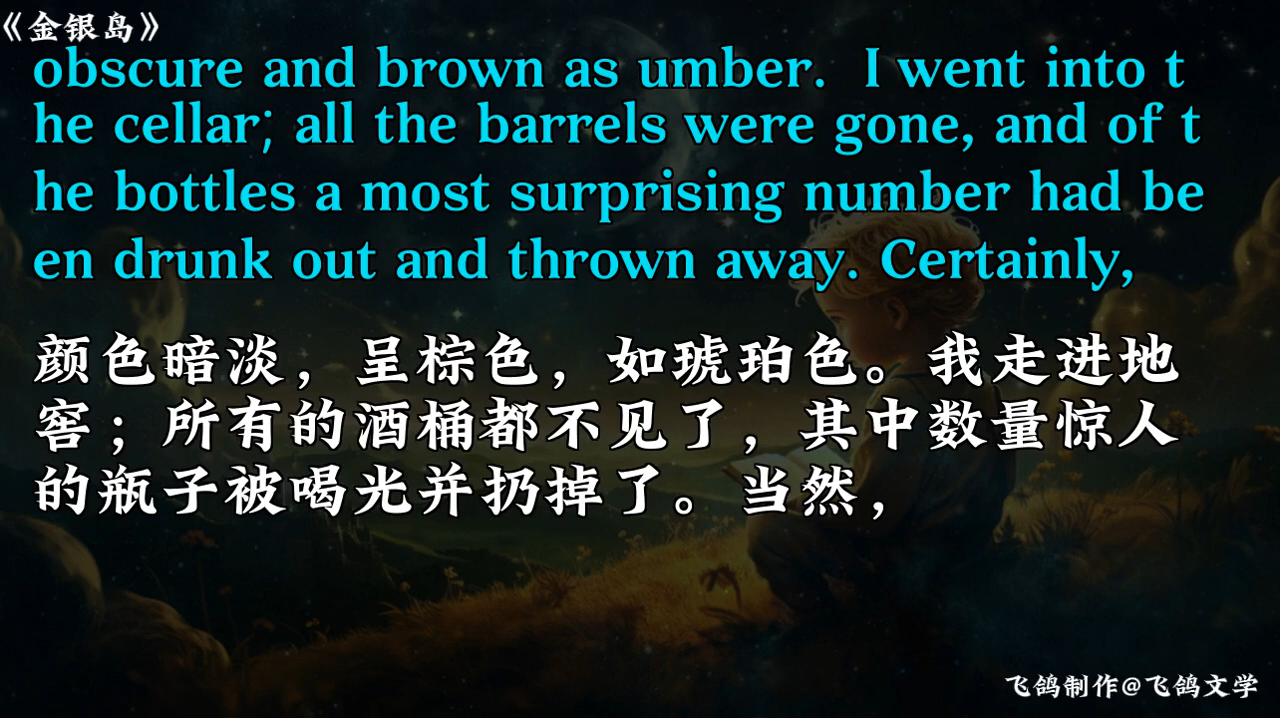 《金银岛》
obscure and brown as umber.  I went into t
he cellar; all the barrels were gone, and of t
he bottles a most surprising number had be
en drunk out and thrown away. Certainly,
颜色暗淡，呈棕色，如琥珀色。我走进地
窖；所有的酒桶都不见了，其中数量惊人
的瓶子被喝光并扔掉了。当然，
飞鸽制作@飞鸽文学